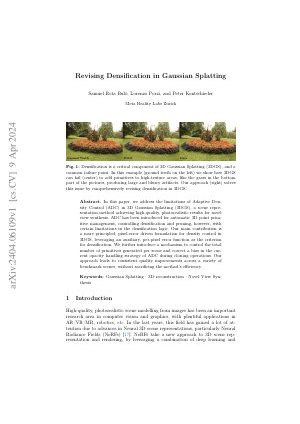 arXiv:2404.06109v1 [cs.CV] 9 Apr 2024
Revising Densification in Gaussian Splatting
Samuel Rota Bulò, Lorenzo Porzi, and Peter Kontschieder
Meta Reality Labs Zurich
Fig. 1: Densification is a critical component of 3D Gaussian Splatting (3DGS), and a
common failure point. In this example (ground truth on the left) we show how 3DGS
can fail (center) to add primitives to high-texture areas, like the grass in the bottom
part of the pictures, producing large and blurry artifacts. Our approach (right) solves
this issue by comprehensively revising densification in 3DGS.
Abstract. In this paper, we address the limitations of Adaptive Den-
sity Control (ADC) in 3D Gaussian Splatting (3DGS), a scene repre-
sentation method achieving high-quality, photorealistic results for novel
view synthesis. ADC has been introduced for automatic 3D point prim-
itive management, controlling densification and pruning, however, with
certain limitations in the densification logic. Our main contribution is
a more principled, pixel-error driven formulation for density control in
3DGS, leveraging an auxiliary, per-pixel error function as the criterion
for densification. We further introduce a mechanism to control the total
number of primitives generated per scene and correct a bias in the cur-
rent opacity handling strategy of ADC during cloning operations. Our
approach leads to consistent quality improvements across a variety of
benchmark scenes, without sacrificing the method's efficiency.
Keywords: Gaussian Splatting · 3D reconstruction · Novel View Syn-
thesis
1 Introduction
High-quality, photorealistic scene modelling from images has been an important
research area in computer vision and graphics, with plentiful applications in
AR/VR/MR, robotics, etc. In the last years, this field has gained a lot of at-
tention due to advances in Neural 3D scene representations, particularly Neural
Radiance Fields (NeRFs) [17]. NeRFs take a new approach to 3D scene rep-
resentation and rendering, by leveraging a combination of deep learning and